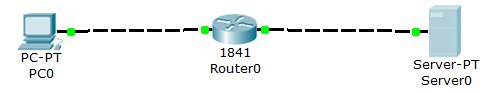 PC-PT
PC0
1841
Router0
Server-PT
Server0